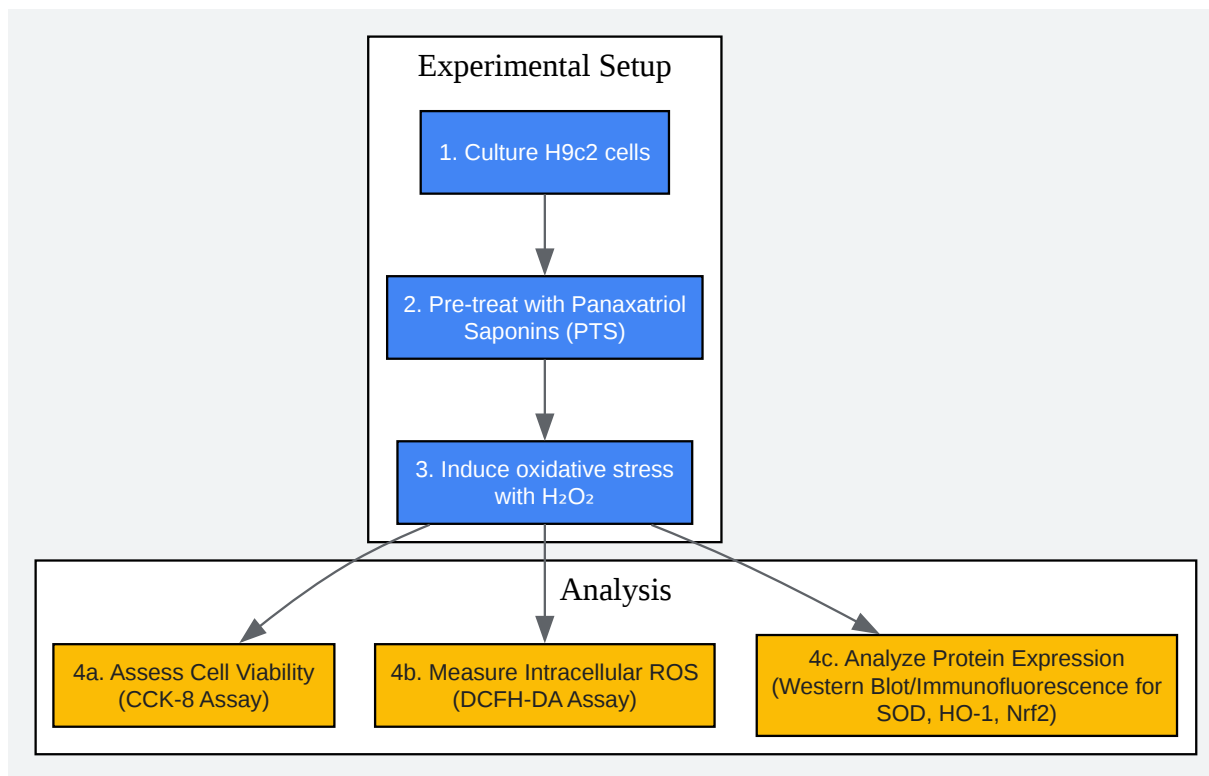 Experimental Setup
1. Culture H9c2 cells
2. Pre-treat with Panaxatriol
Saponins (PTS)
3. Induce oxidative stress
with H₂O₂
Analysis
4a. Assess Cell Viability
(CCK-8 Assay)
4b. Measure Intracellular ROS
(DCFH-DA Assay)
4c. Analyze Protein Expression
(Western Blot/Immunofluorescence for
SOD, HO-1, Nrf2)